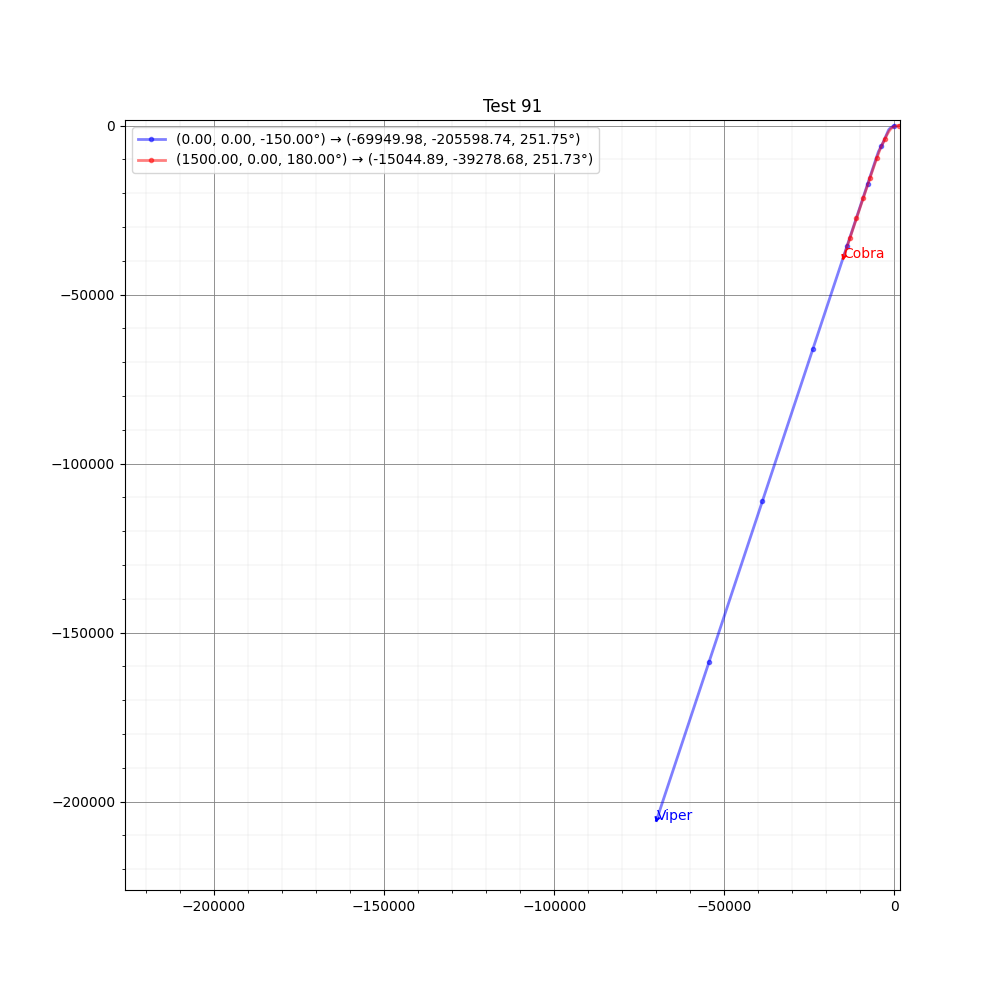 Test 91
(0.00, 0.00, -150.00°) → (-69949.98, -205598.74, 251.75°)
(1500.00, 0.00, 180.00°) → (-15044.89, -39278.68, 251.73°)
0
−50000
−100000
−150000
−200000
Cobra
Viper
−200000
−150000
−100000
−50000
0